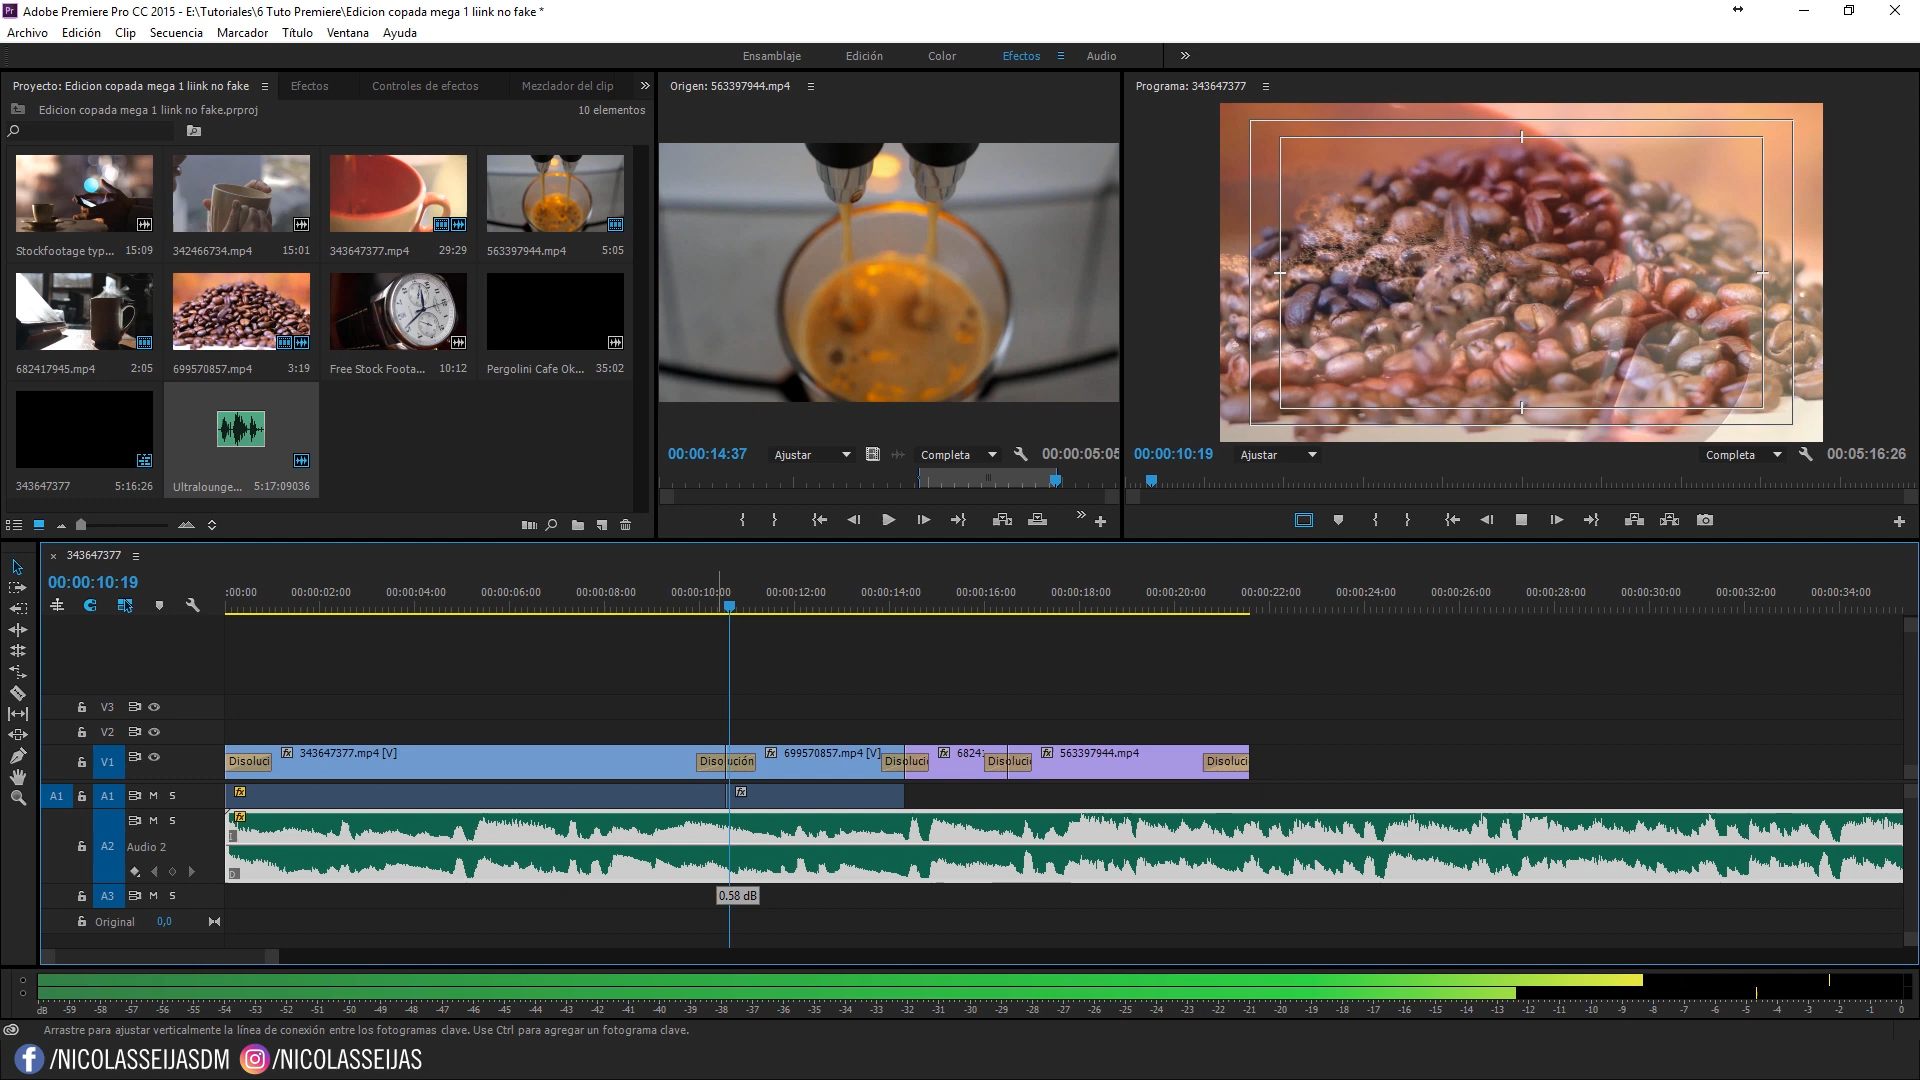 Adobe Premiere Pro CC 2015 - E:\Tutoriales\6 Tuto Premiere\Edicion copada mega 1 liink no fake *
Archivo Edición Clip Secuencia Marcador Título Ventana Ayuda
Ensamblaje Edición Color Efectos Audio
Proyecto: Edicion copada mega 1 liink no fake Efectos Controles de efectos Mezclador del clip
Edicion copada mega 1 liink no fake.prproj 10 elementos
Stockfootage typ... 15:09 342466734.mp4 15:01 343647377.mp4 29:29 563397944.mp4 5:05
682417945.mp4 2:05 699570857.mp4 3:19 Free Stock Foota... 10:12 Pergolini Cafe Ok... 35:02
343647377 5:16:26 Ultralounge... 5:17:09036
Origen: 563397944.mp4
00:00:14:37 Ajustar Completa 00:00:05:05
Programa: 343647377
00:00:10:19 Ajustar Completa 00:05:16:26
343647377
00:00:10:19
:00:00 00:00:02:00 00:00:04:00 00:00:06:00 00:00:08:00 00:00:10:00 00:00:12:00 00:00:14:00 00:00:16:00 00:00:18:00 00:00:20:00 00:00:22:00 00:00:24:00 00:00:26:00 00:00:28:00 00:00:30:00 00:00:32:00 00:00:34:00
V3
V2
343647377.mp4 [V] 699570857.mp4 [V] 6824 563397944.mp4
V1 Disoluci Disolución Disoluci Disoluci Disoluci
A1 A1 M S
M S
A2 Audio 2
A3 M S 0.58 dB
Original 0,0
dB -59 -58 -57 -56 -55 -54 -53 -52 -51 -50 -49 -48 -47 -46 -45 -44 -43 -42 -41 -40 -39 -38 -37 -36 -35 -34 -33 -32 -31 -30 -29 -28 -27 -26 -25 -24 -23 -22 -21 -20 -19 -18 -17 -16 -15 -14 -13 -12 -11 -10 -9 -8 -7 -6 -5 -4 -3 -2 -1 0
Arrastre para ajustar verticalmente la línea de conexión entre los fotogramas clave. Use Ctrl para agregar un fotograma clave.
/NICOLASSEIJASDM /NICOLASSEIJAS